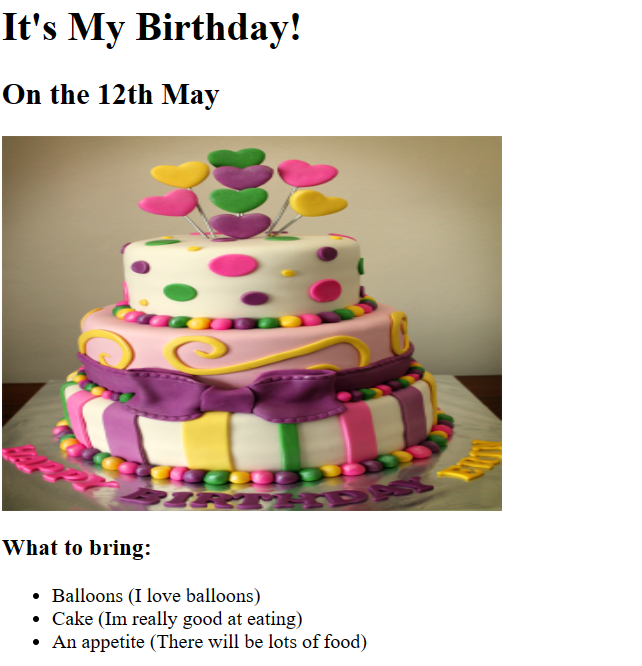 It's My Birthday!
On the 12th May
Happy BIRTHDAY
What to bring:
Balloons (I love balloons)
Cake (Im really good at eating)
An appetite (There will be lots of food)